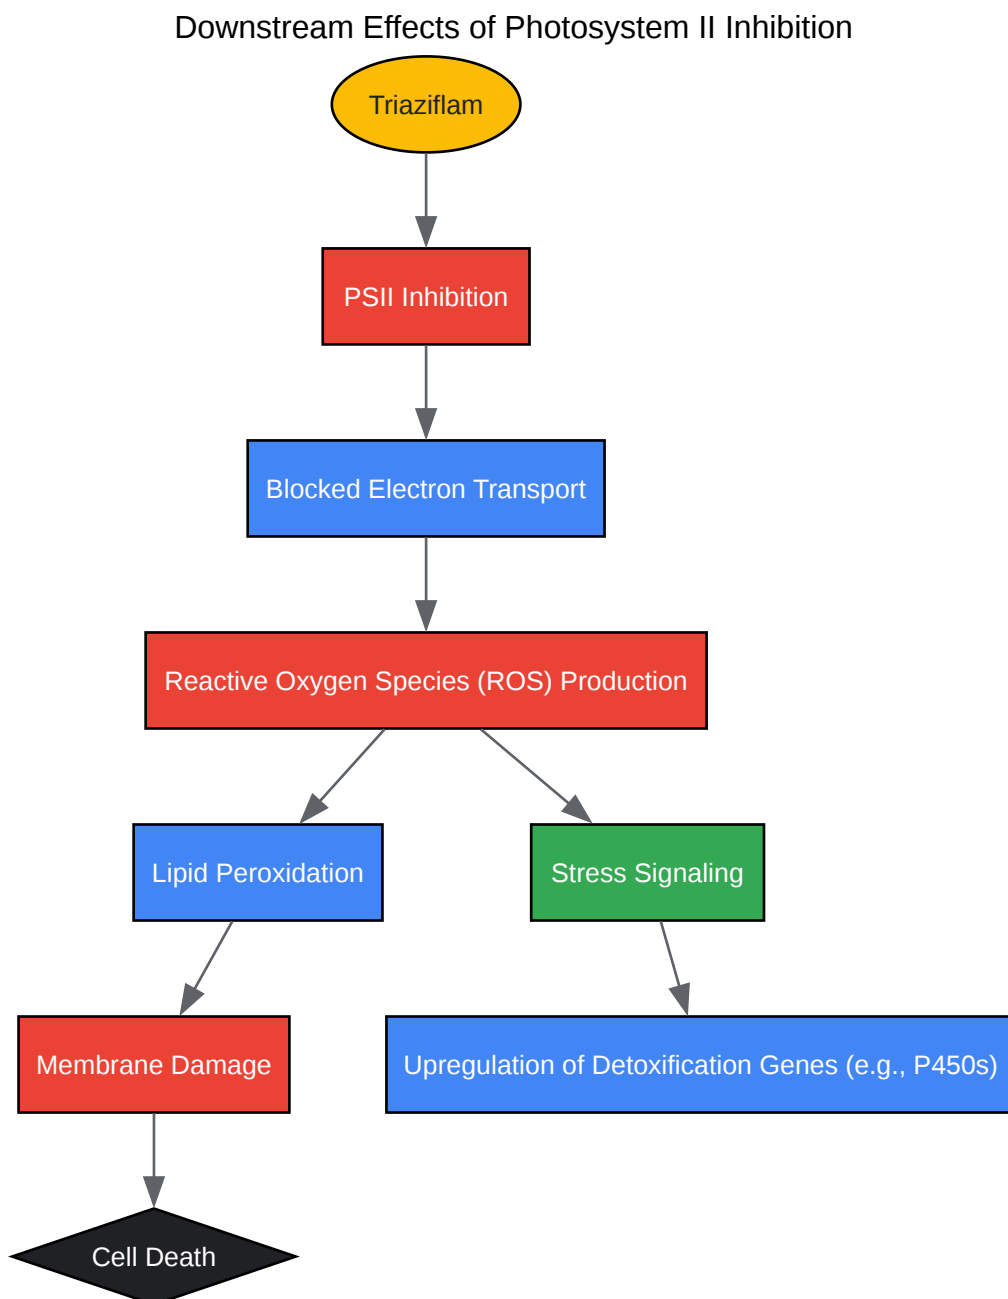 Downstream Effects of Photosystem II Inhibition
Triaziflam
PSII Inhibition
Blocked Electron Transport
Reactive Oxygen Species (ROS) Production
Lipid Peroxidation
Stress Signaling
Membrane Damage
Upregulation of Detoxification Genes (e.g., P450s)
Cell Death